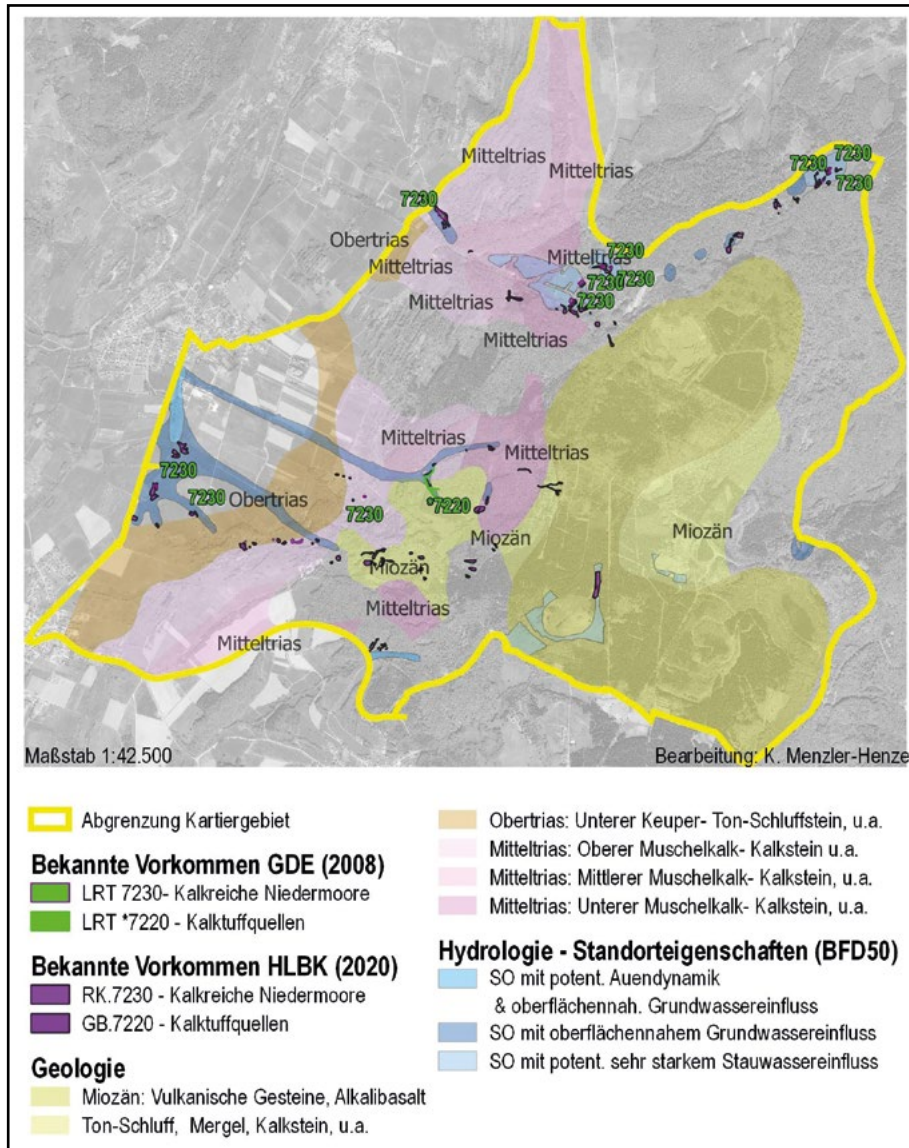 Mitteltrias
Mitteltrias
7230
7230
7230
7230
Obertrias
Mitteltrias
Mitteltrias
7230
7230
7230
7230
Mitteltrias
Mitteltrias
Mitteltrias
Mitteltrias
7230
7230
Obertrias
7230
*7220
Miozän
Miozän
Miozän
Mitteltrias
Mitteltrias
Maßstab 1:42.500
Bearbeitung: K. Menzler-Henze
Abgrenzung Kartiergebiet
Bekannte Vorkommen GDE (2008)
LRT 7230- Kalkreiche Niedermoore
LRT *7220 - Kalktuffquellen
Bekannte Vorkommen HLBK (2020)
RK.7230 - Kalkreiche Niedermoore
GB.7220 - Kalktuffquellen
Geologie
Miozän: Vulkanische Gesteine, Alkalibasalt
Ton-Schluff, Mergel, Kalkstein, u.a.
Obertrias: Unterer Keuper- Ton-Schluffstein, u.a.
Mitteltrias: Oberer Muschelkalk- Kalkstein u.a.
Mitteltrias: Mittlerer Muschelkalk- Kalkstein, u.a.
Mitteltrias: Unterer Muschelkalk- Kalkstein, u.a.
Hydrologie - Standorteigenschaften (BFD50)
SO mit potent. Auendynamik
& oberflächennah. Grundwassereinfluss
SO mit oberflächennahem Grundwassereinfluss
SO mit potent. sehr starkem Stauwassereinfluss